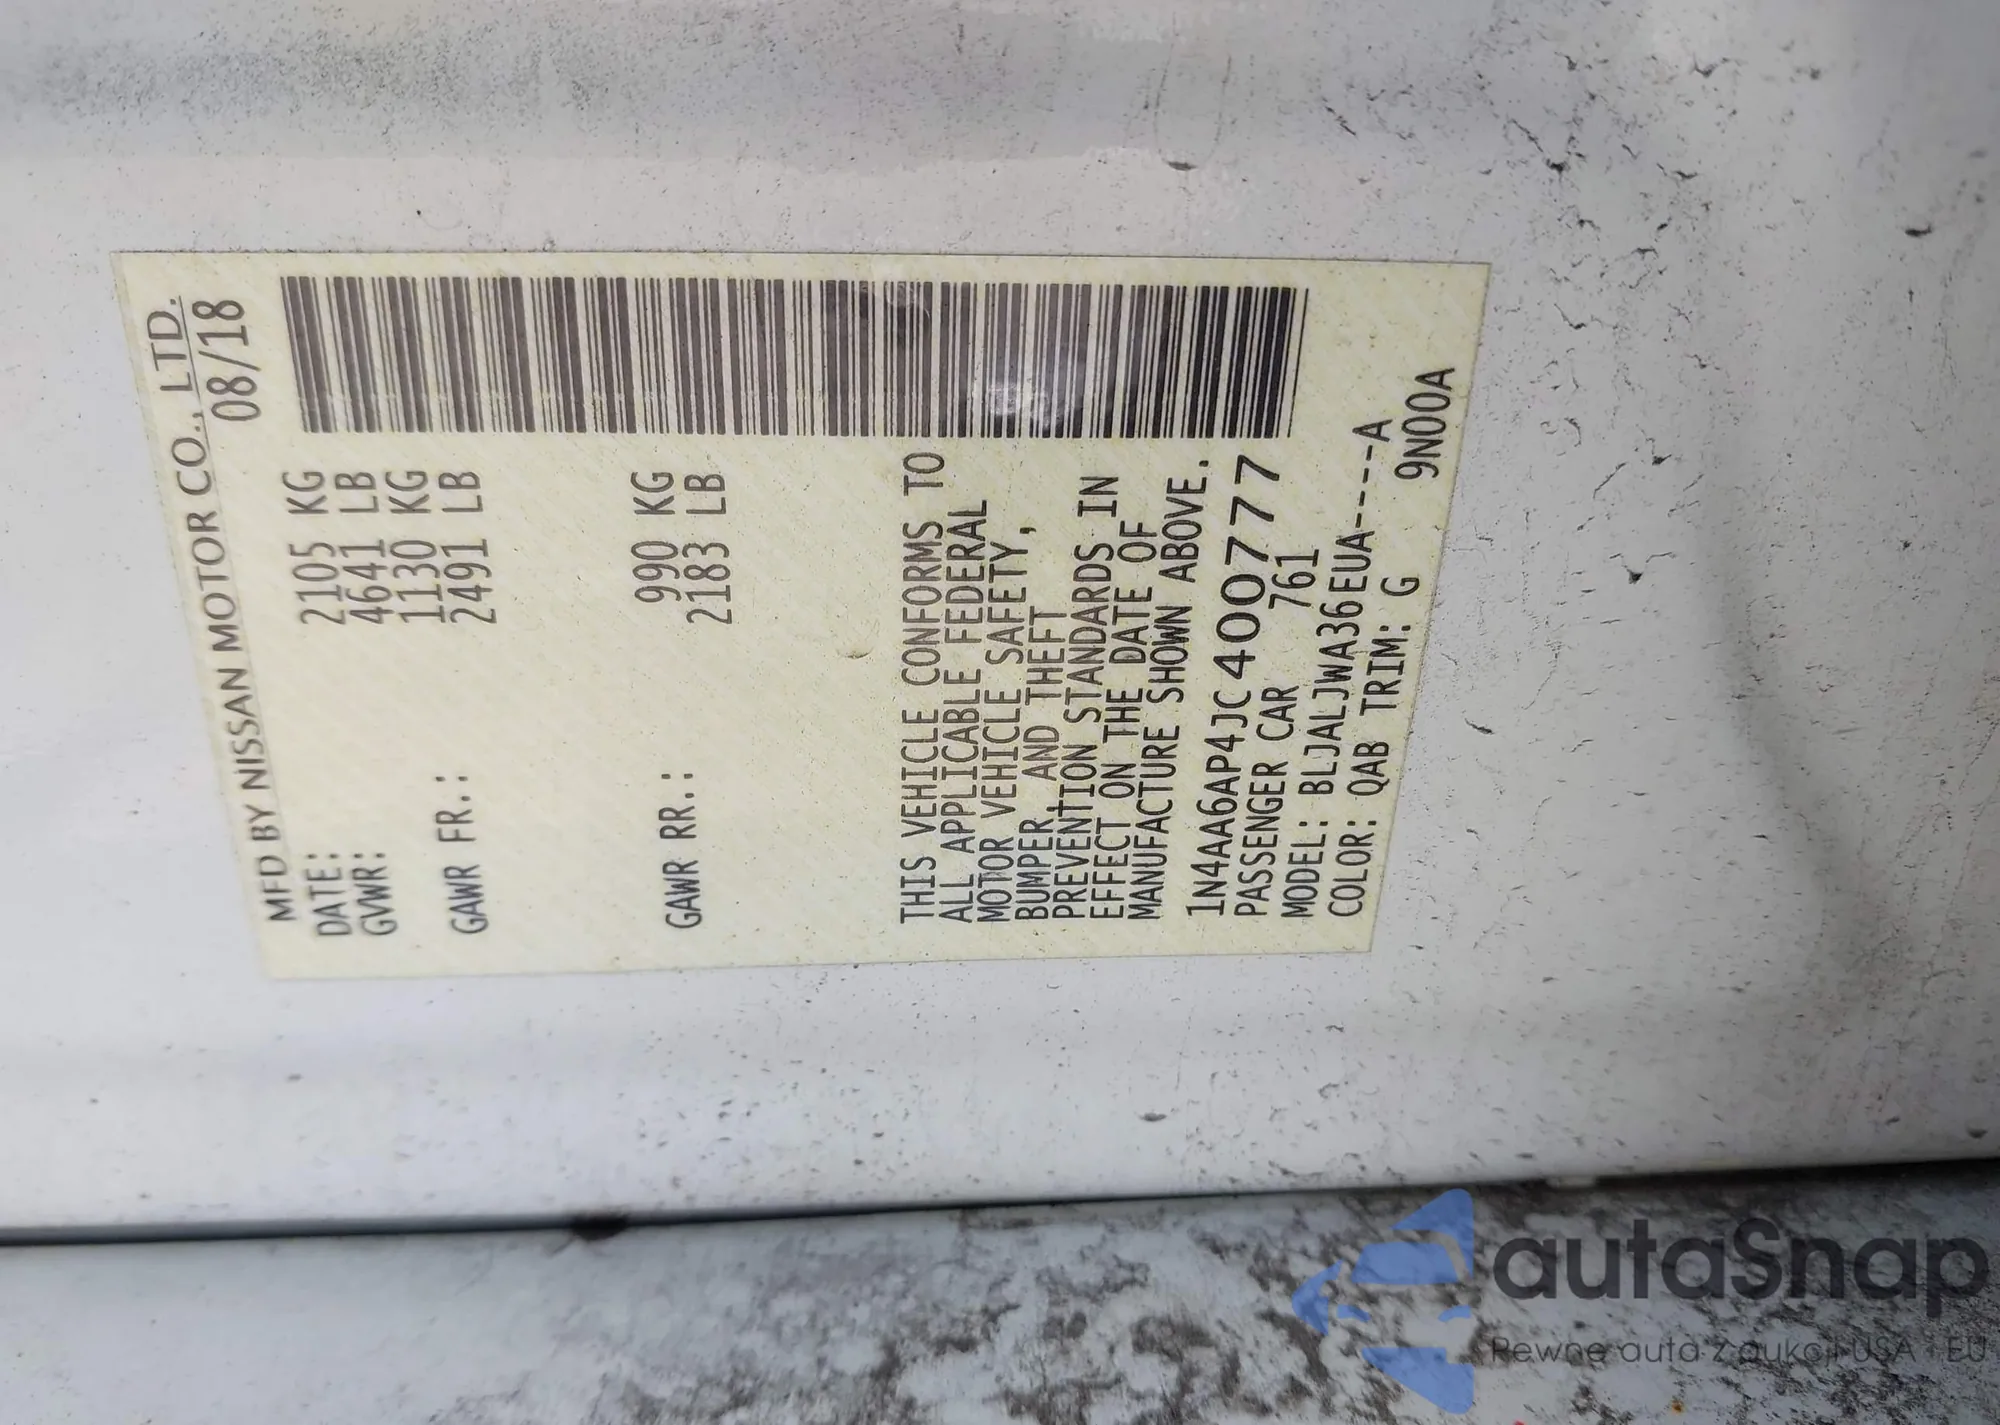 MFD BY NISSAN MOTOR CO., LTD.
DATE: 08/18
GVWR: 2105 KG
4641 LB
GAWR FR.: 1130 KG
2491 LB
GAWR RR.: 990 KG
2183 LB
THIS VEHICLE CONFORMS TO
ALL APPLICABLE FEDERAL
MOTOR VEHICLE SAFETY,
BUMPER, AND THEFT
PREVENTION STANDARDS IN
EFFECT ON THE DATE OF
MANUFACTURE SHOWN ABOVE.
1N4AA6AP4JC400777
PASSENGER CAR 761
MODEL: BLJALJWA36EUA-----A
COLOR: QAB TRIM: G 9N00A
autaSnap
Pewne auta z aukcji USA i EU